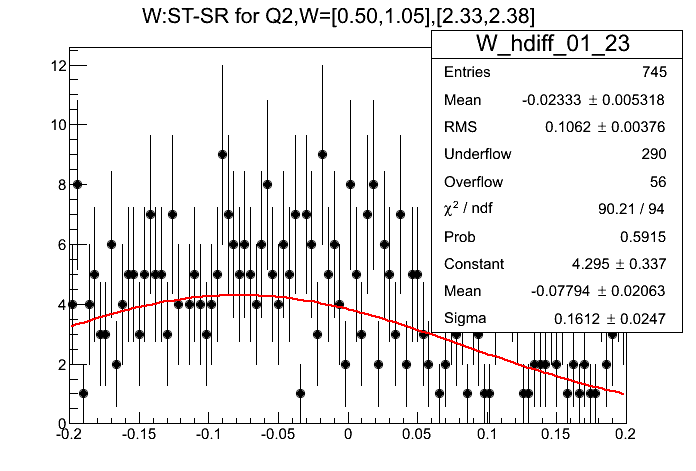 W:ST-SR for Q2,W=[0.50,1.05],[2.33,2.38]
W_hdiff_01_23
Entries 745
Mean -0.02333 ± 0.005318
RMS 0.1062 ± 0.00376
Underflow 290
Overflow 56
χ² / ndf 90.21 / 94
Prob 0.5915
Constant 4.295 ± 0.337
Mean -0.07794 ± 0.02063
Sigma 0.1612 ± 0.0247
12
10
8
6
4
2
0
-0.2 -0.15 -0.1 -0.05 0 0.05 0.1 0.15 0.2